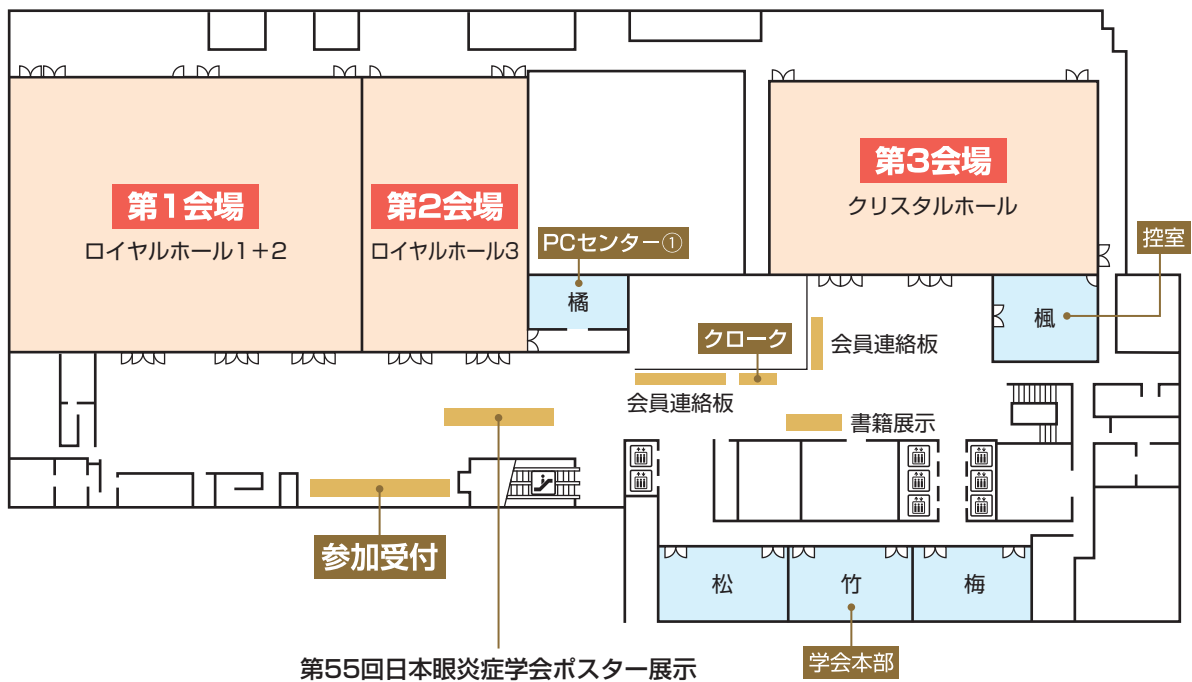 第1会場
ロイヤルホール1+2
第2会場
ロイヤルホール3
第3会場
クリスタルホール
PCセンター①
控室
橘
楓
クローク
会員連絡板
会員連絡板
書籍展示
参加受付
松
竹
梅
学会本部
第55回日本眼炎症学会ポスター展示